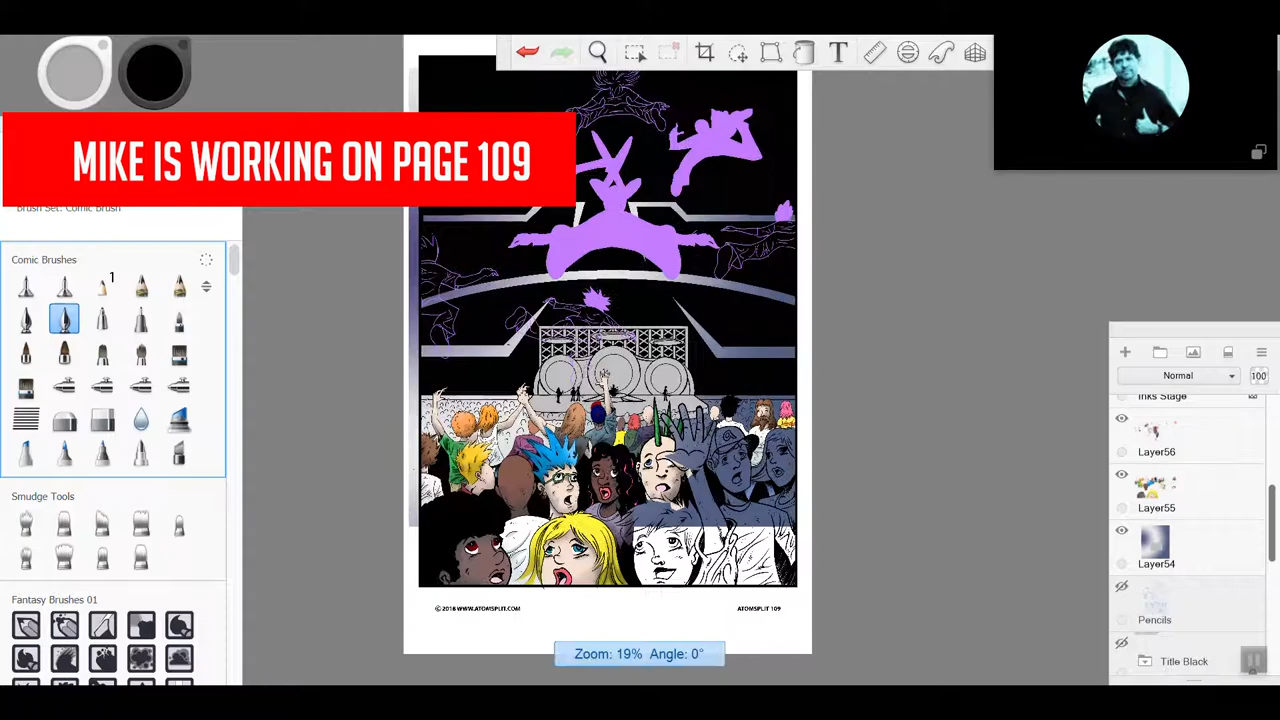 MIKE IS WORKING ON PAGE 109
Brush Set: Comic Brush
Comic Brushes
1
T
Smudge Tools
Fantasy Brushes 01
© 2018 WWW.ATOMSPLIT.COM
ATOMSPLIT 109
Zoom: 19% Angle: 0°
Normal
100
Inks Stage
Layer56
Layer55
Layer54
Pencils
Title Black